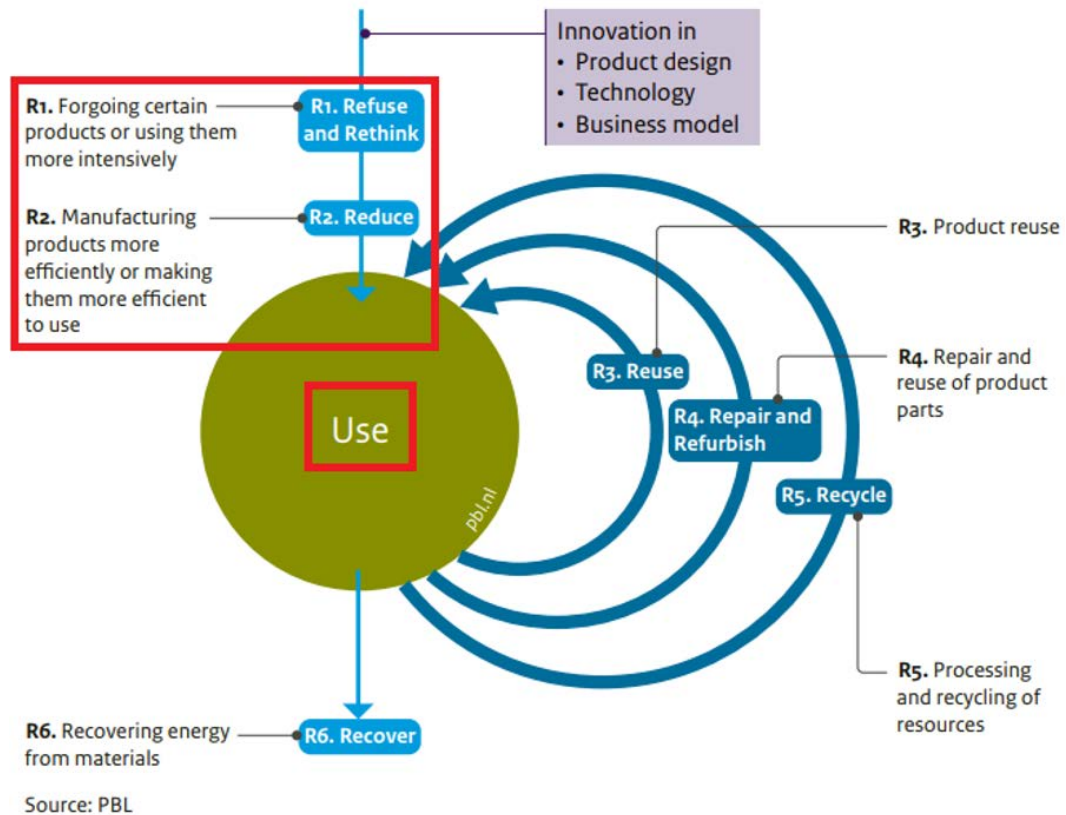 Innovation in
• Product design
• Technology
• Business model
R1. Forgoing certain
products or using them
more intensively
R1. Refuse
and Rethink
R2. Manufacturing
products more
efficiently or making
them more efficient
to use
R2. Reduce
R3. Product reuse
R3. Reuse
R4. Repair and
reuse of product
parts
R4. Repair and
Refurbish
Use
pbl.nl
R5. Recycle
R5. Processing
and recycling of
resources
R6. Recovering energy
from materials
R6. Recover
Source: PBL